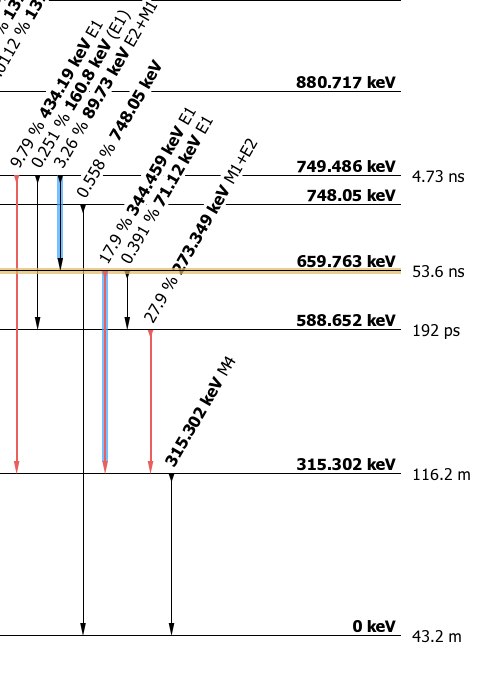 % 13
0112 % 13
9.79 % 434.19 keV E1
0.251 % 160.8 keV (E1)
3.26 % 89.73 keV E2+M1
0.558 % 748.05 keV
880.717 keV
17.9 % 344.459 keV E1
0.391 % 71.12 keV E1
27.9 % 273.349 keV M1+E2
749.486 keV 4.73 ns
748.05 keV
659.763 keV 53.6 ns
588.652 keV 192 ps
315.302 keV M4
315.302 keV 116.2 m
0 keV 43.2 m